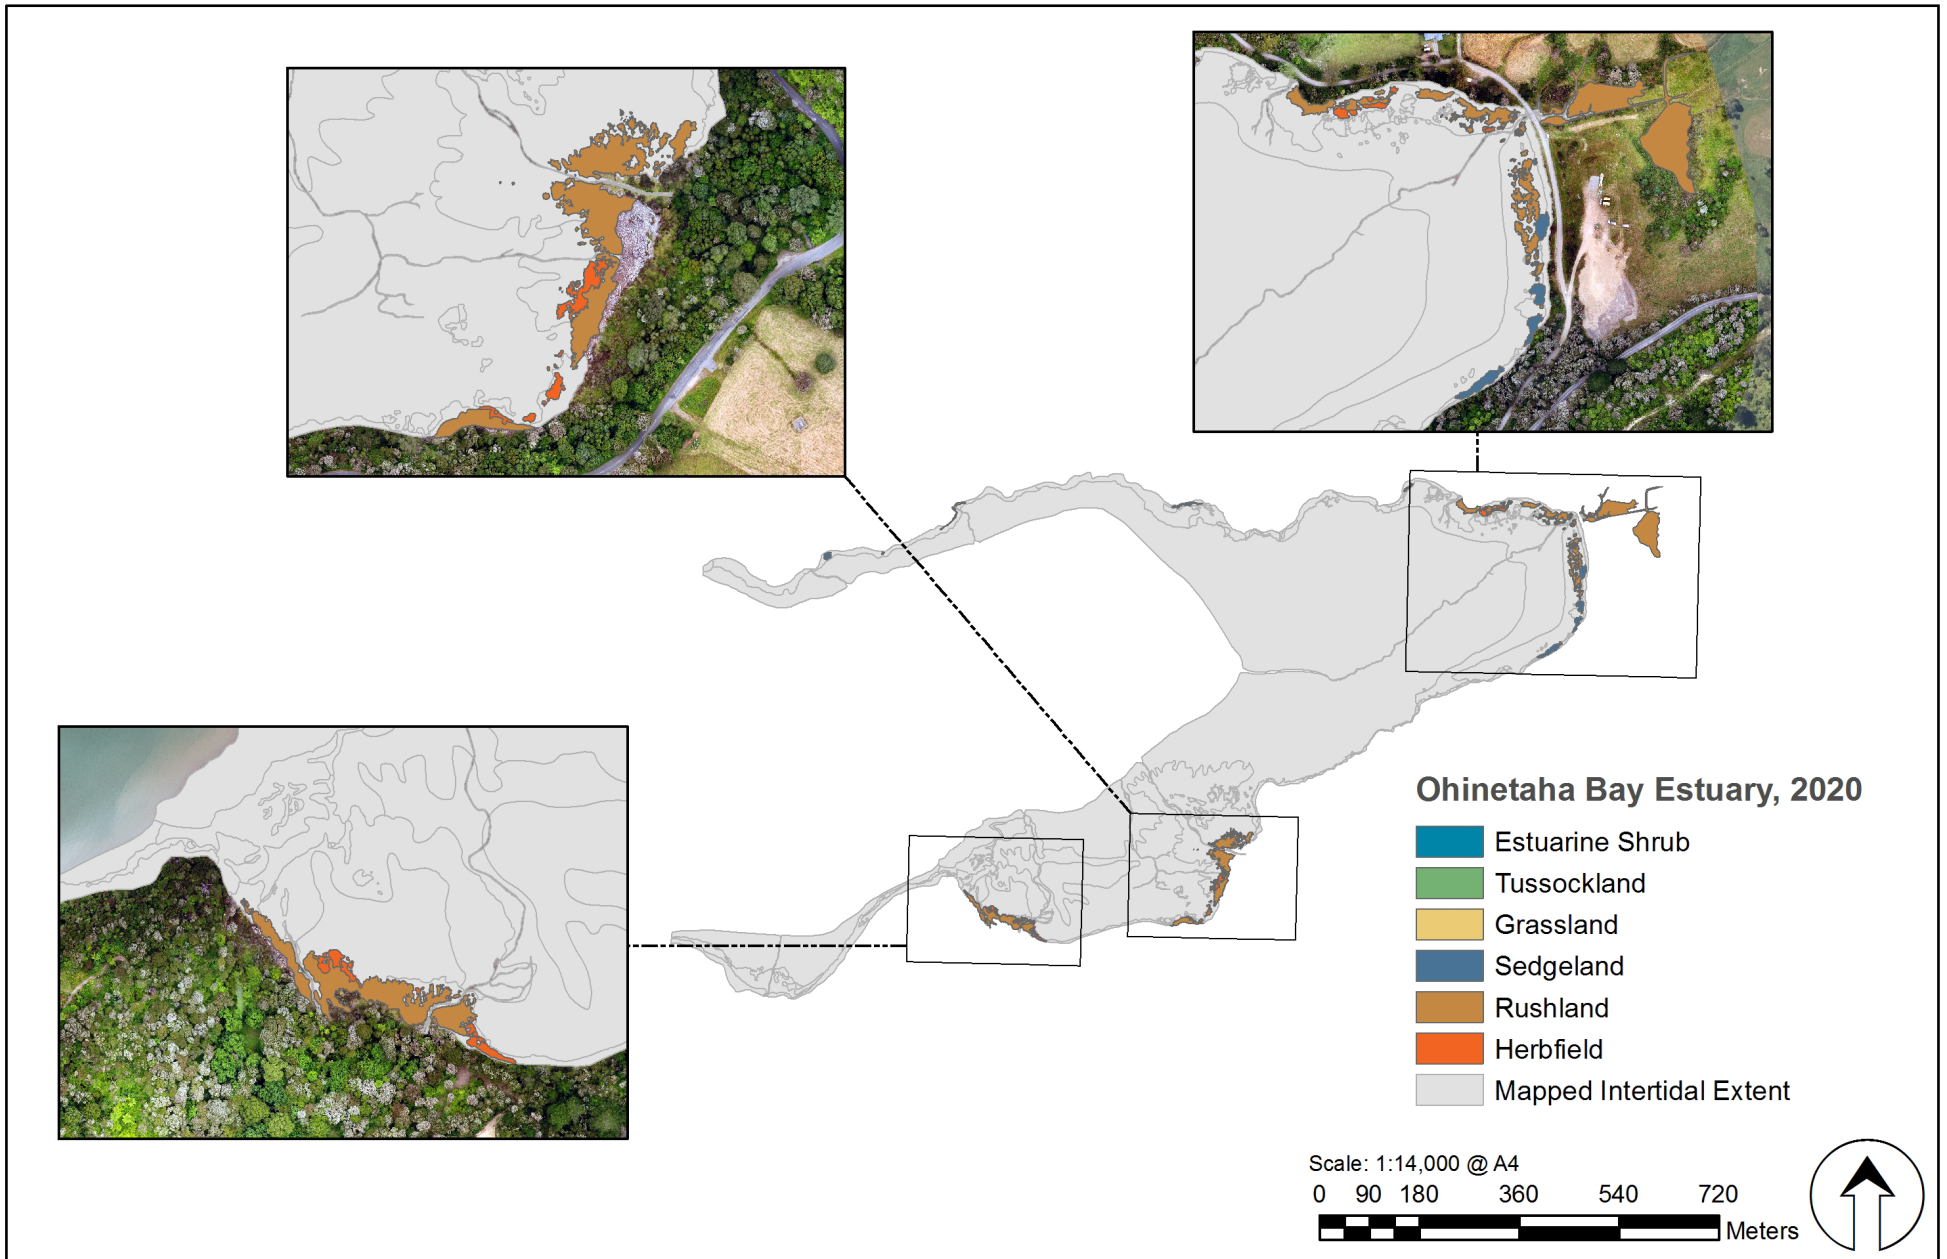 Ohinetaha Bay Estuary, 2020
Estuarine Shrub
Tussockland
Grassland
Sedgeland
Rushland
Herbfield
Mapped Intertidal Extent
Scale: 1:14,000 @ A4
0 90 180 360 540 720
Meters